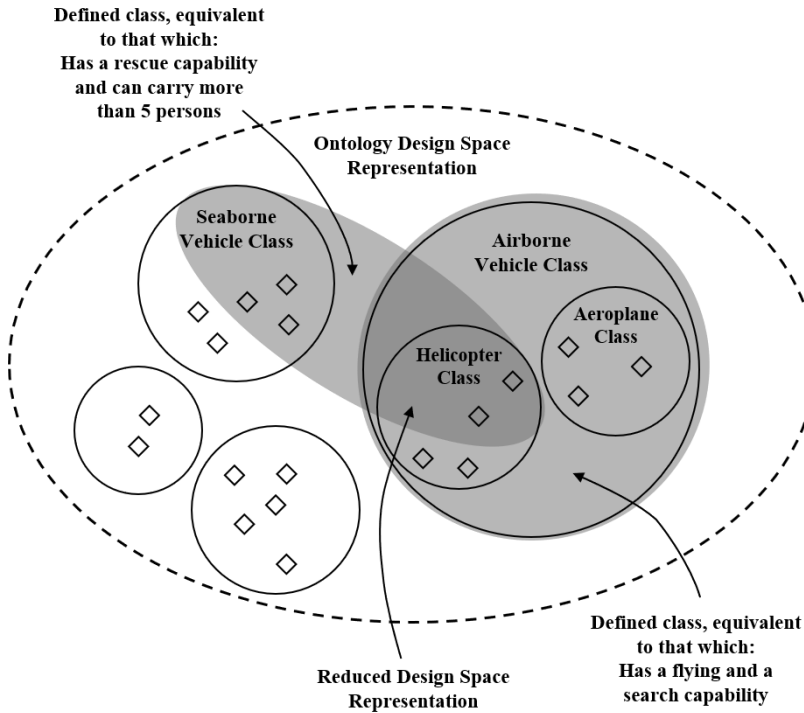 Defined class, equivalent
to that which:
Has a rescue capability
and can carry more
than 5 persons
Ontology Design Space
Representation
Seaborne
Vehicle Class
Airborne
Vehicle Class
Aeroplane
Class
Helicopter
Class
Defined class, equivalent
to that which:
Has a flying and a
search capability
Reduced Design Space
Representation